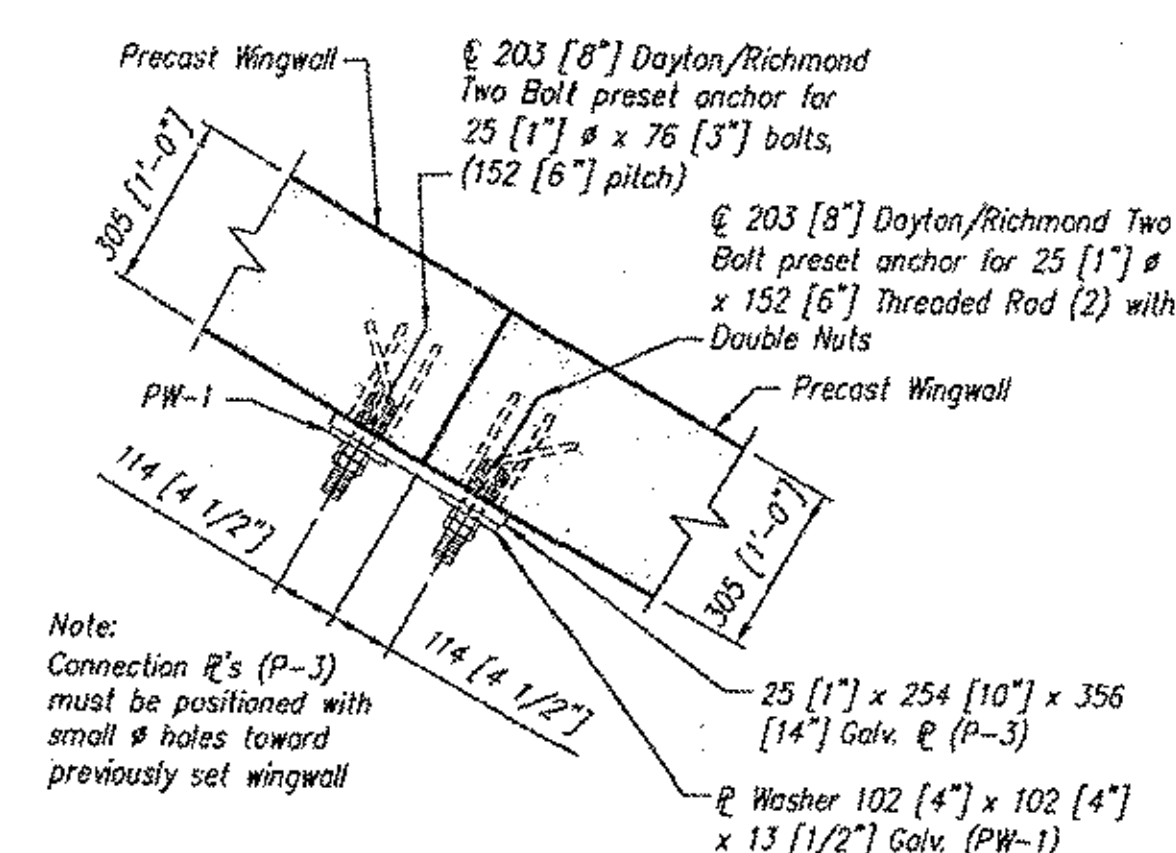 Precast Wingwall
℄ 203 [8"] Dayton/Richmond
Two Bolt preset anchor for
25 [1"] ø x 76 [3"] bolts,
(152 [6"] pitch)
305 [1'-0"]
℄ 203 [8"] Dayton/Richmond Two
Bolt preset anchor for 25 [1"] ø
x 152 [6"] Threaded Rod (2) with
Double Nuts
Precast Wingwall
PW-1
114 [4 1/2"]
305 [1'-0"]
114 [4 1/2"]
Note:
Connection ⅊'s (P-3)
must be positioned with
small ø holes toward
previously set wingwall
25 [1"] x 254 [10"] x 356
[14"] Galv. ⅊ (P-3)
⅊ Washer 102 [4"] x 102 [4"]
x 13 [1/2"] Galv. (PW-1)